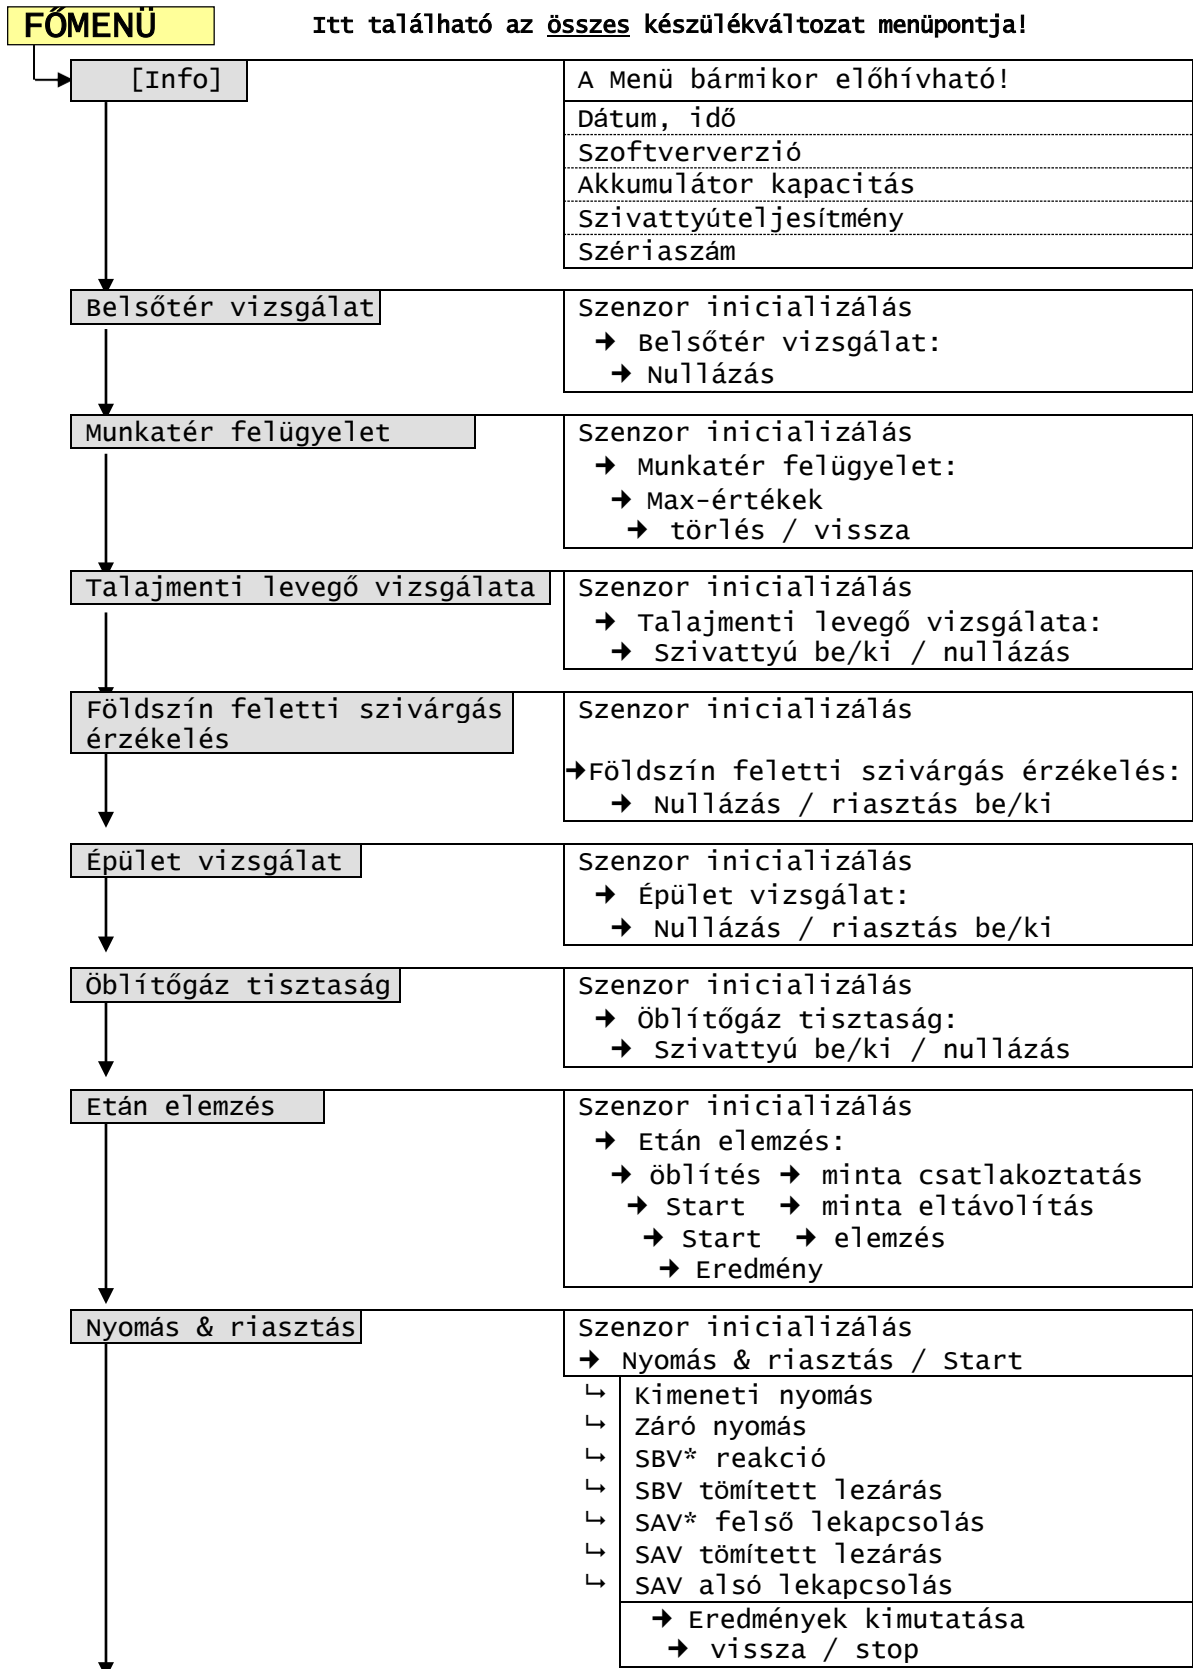 FŐMENÜ
Itt található az összes készülékváltozat menüpontja!
[Info]
A Menü bármikor előhívható!
Dátum, idő
Szoftververzió
Akkumulátor kapacitás
Szivattyúteljesítmény
Szériaszám
Belsőtér vizsgálat
Szenzor inicializálás
➔ Belsőtér vizsgálat:
➔ Nullázás
Munkatér felügyelet
Szenzor inicializálás
➔ Munkatér felügyelet:
➔ Max-értékek
➔ törlés / vissza
Talajmenti levegő vizsgálata
Szenzor inicializálás
➔ Talajmenti levegő vizsgálata:
➔ Szivattyú be/ki / nullázás
Földszín feletti szivárgás
érzékelés
Szenzor inicializálás
➔Földszín feletti szivárgás érzékelés:
➔ Nullázás / riasztás be/ki
Épület vizsgálat
Szenzor inicializálás
➔ Épület vizsgálat:
➔ Nullázás / riasztás be/ki
Öblítőgáz tisztaság
Szenzor inicializálás
➔ Öblítőgáz tisztaság:
➔ Szivattyú be/ki / nullázás
Etán elemzés
Szenzor inicializálás
➔ Etán elemzés:
➔ öblítés ➔ minta csatlakoztatás
➔ Start ➔ minta eltávolítás
➔ Start ➔ elemzés
➔ Eredmény
Nyomás & riasztás
Szenzor inicializálás
➔ Nyomás & riasztás / Start
↳ Kimeneti nyomás
↳ Záró nyomás
↳ SBV* reakció
↳ SBV tömített lezárás
↳ SAV* felső lekapcsolás
↳ SAV tömített lezárás
↳ SAV alsó lekapcsolás
➔ Eredmények kimutatása
➔ vissza / stop